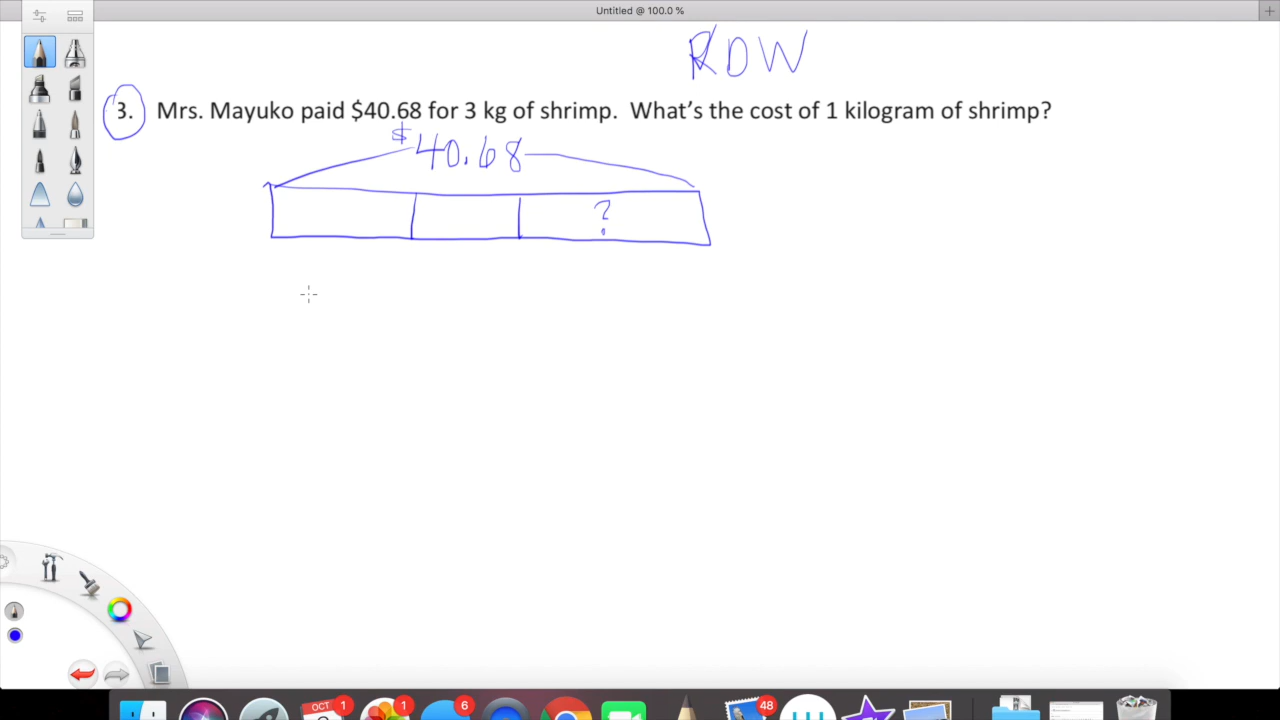 Untitled @ 100.0 %
RDW
3. Mrs. Mayuko paid $40.68 for 3 kg of shrimp. What's the cost of 1 kilogram of shrimp?
$40.68
?
OCT 1 1 6 48